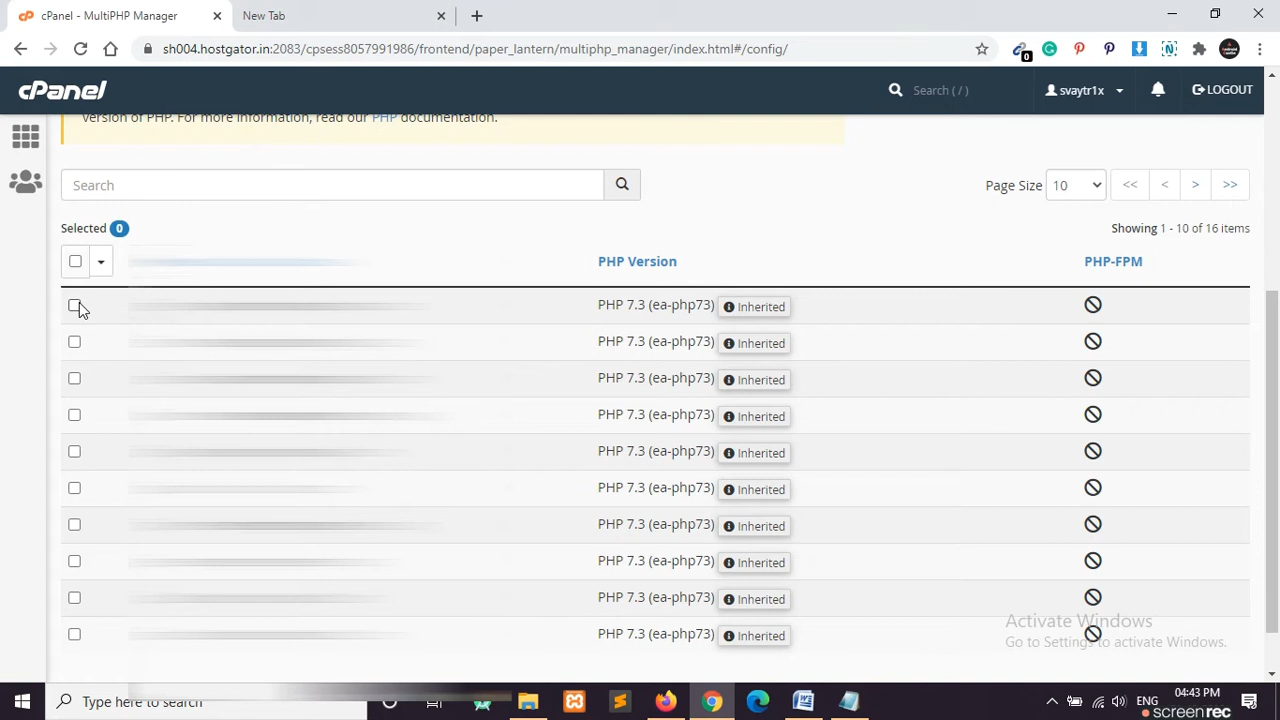 cPanel - MultiPHP Manager
New Tab
sh004.hostgator.in:2083/cpsess8057991986/frontend/paper_lantern/multiphp_manager/index.html#/config/
0
cPanel
Search ( / )
svaytr1x
LOGOUT
version of PHP. For more information, read our PHP documentation.
Search
Page Size 10 << < > >>
Selected 0
Showing 1 - 10 of 16 items
PHP Version PHP-FPM
PHP 7.3 (ea-php73) Inherited
PHP 7.3 (ea-php73) Inherited
PHP 7.3 (ea-php73) Inherited
PHP 7.3 (ea-php73) Inherited
PHP 7.3 (ea-php73) Inherited
PHP 7.3 (ea-php73) Inherited
PHP 7.3 (ea-php73) Inherited
PHP 7.3 (ea-php73) Inherited
PHP 7.3 (ea-php73) Inherited
PHP 7.3 (ea-php73) Inherited
Activate Windows
Go to Settings to activate Windows.
Type here to search
ENG
04:43 PM
screenrec